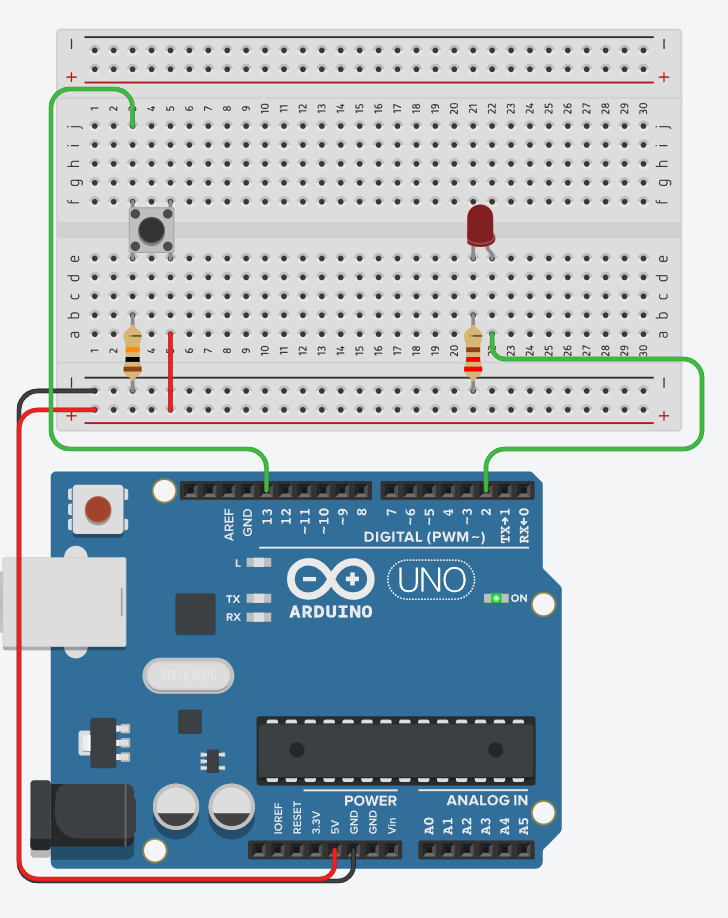 − −
+ +
1 2 3 4 5 6 7 8 9 10 11 12 13 14 15 16 17 18 19 20 21 22 23 24 25 26 27 28 29 30
j j
i i
h h
g g
f f
e e
d d
c c
b b
a a
1 2 4 5 6 7 8 9 10 11 12 13 14 15 16 17 18 19 20 22 23 24 25 26 27 28 29 30
− −
+ +
AREF GND 13 12 ~11 ~10 ~9 8 7 ~6 ~5 4 ~3 2 TX→1 RX←0
DIGITAL (PWM~)
L
TX
RX
ARDUINO
UNO
ON
SPK16.000G
POWER
ANALOG IN
IOREF RESET 3.3V 5V GND GND Vin A0 A1 A2 A3 A4 A5